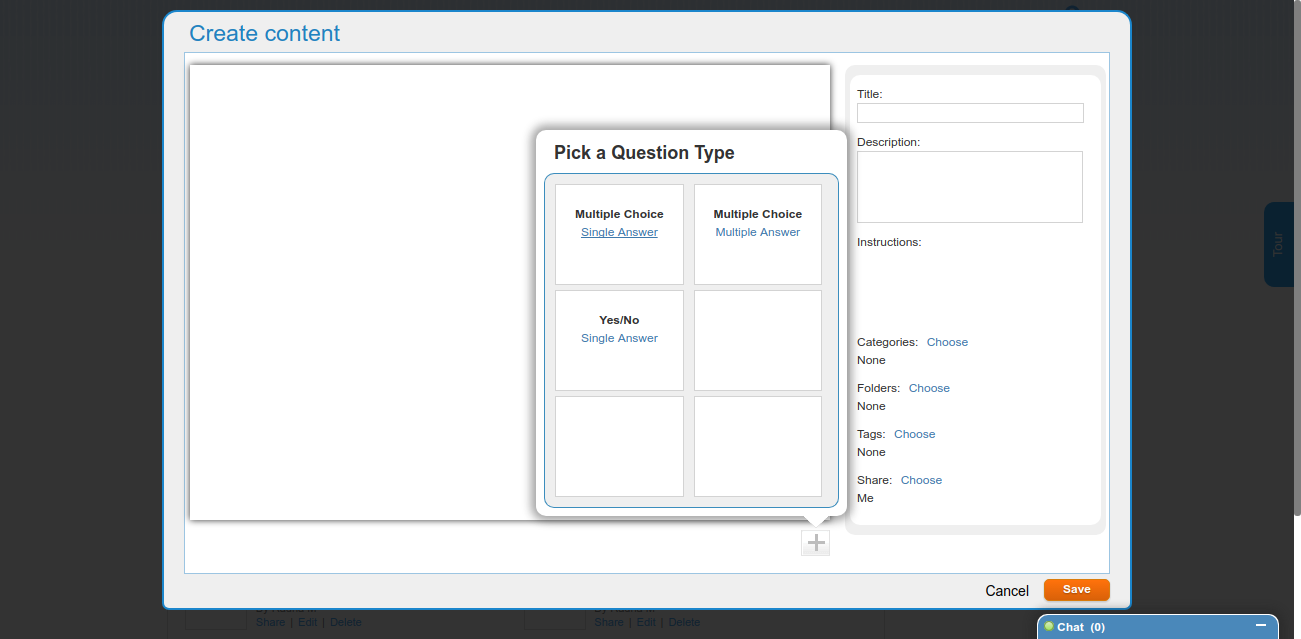 Create content
Pick a Question Type
Multiple Choice
Single Answer
Multiple Choice
Multiple Answer
Yes/No
Single Answer
Title:
Description:
Instructions:
Categories: Choose
None
Folders: Choose
None
Tags: Choose
None
Share: Choose
Me
Tour
Cancel
Save
Share | Edit | Delete
Share | Edit | Delete
Chat (0)